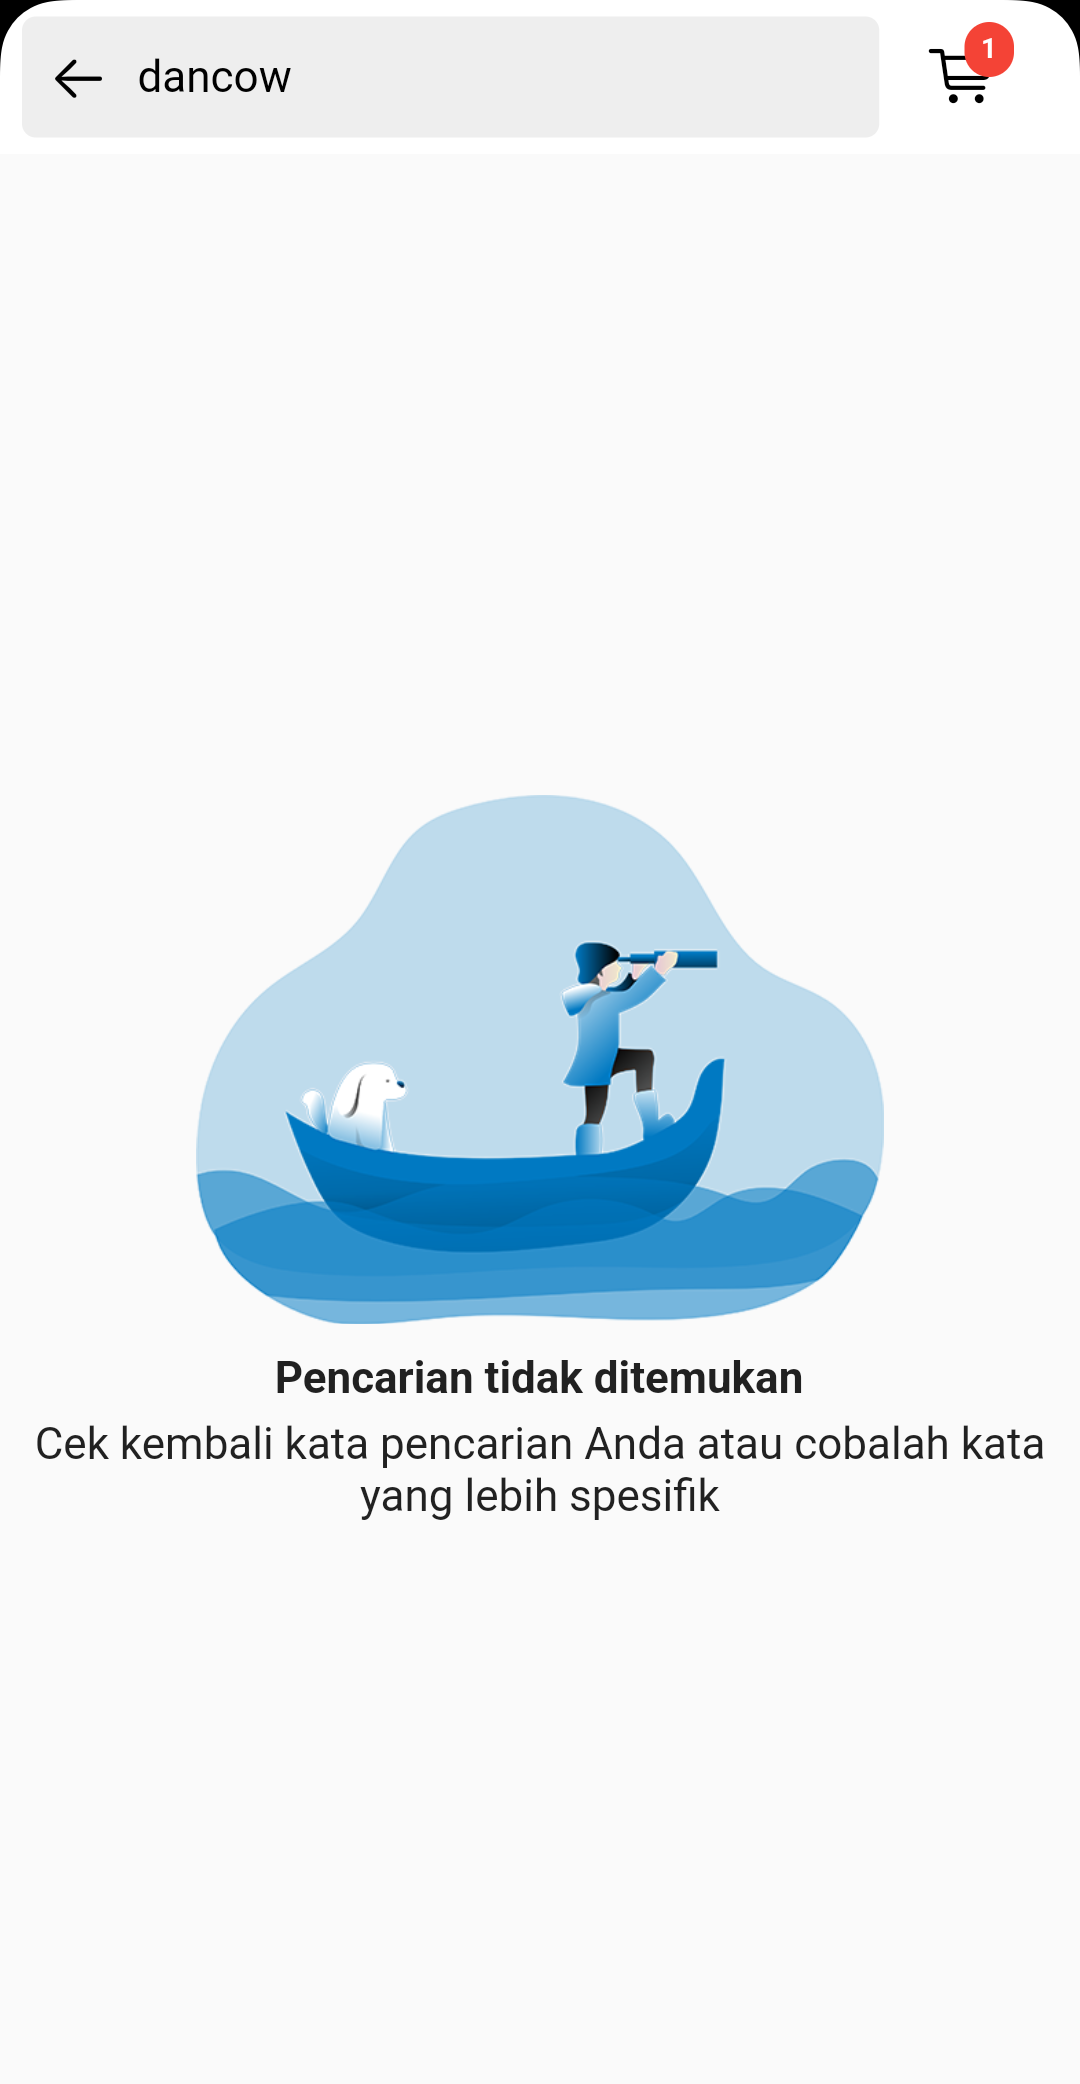 dancow
1
Pencarian tidak ditemukan
Cek kembali kata pencarian Anda atau cobalah kata
yang lebih spesifik